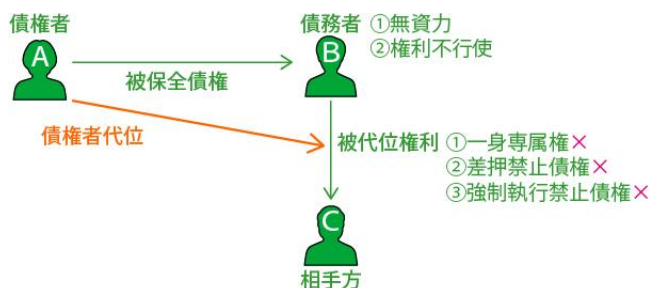 債権者
A
債務者
B
①無資力
②権利不行使
被保全債権
債権者代位
被代位権利
①一身専属権×
②差押禁止債権×
③強制執行禁止債権×
C
相手方